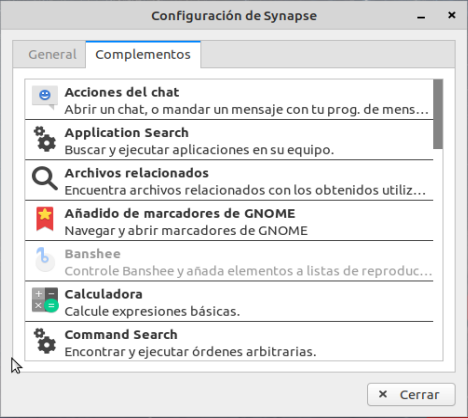 Configuración de Synapse
General
Complementos
Acciones del chat
Abrir un chat, o mandar un mensaje con tu prog. de mens...
Application Search
Buscar y ejecutar aplicaciones en su equipo.
Archivos relacionados
Encuentra archivos relacionados con los obtenidos utiliz...
Añadido de marcadores de GNOME
Navegar y abrir marcadores de GNOME
Banshee
Controle Banshee y añada elementos a listas de reproduc...
Calculadora
Calcule expresiones básicas.
Command Search
Encontrar y ejecutar órdenes arbitrarias.
Cerrar